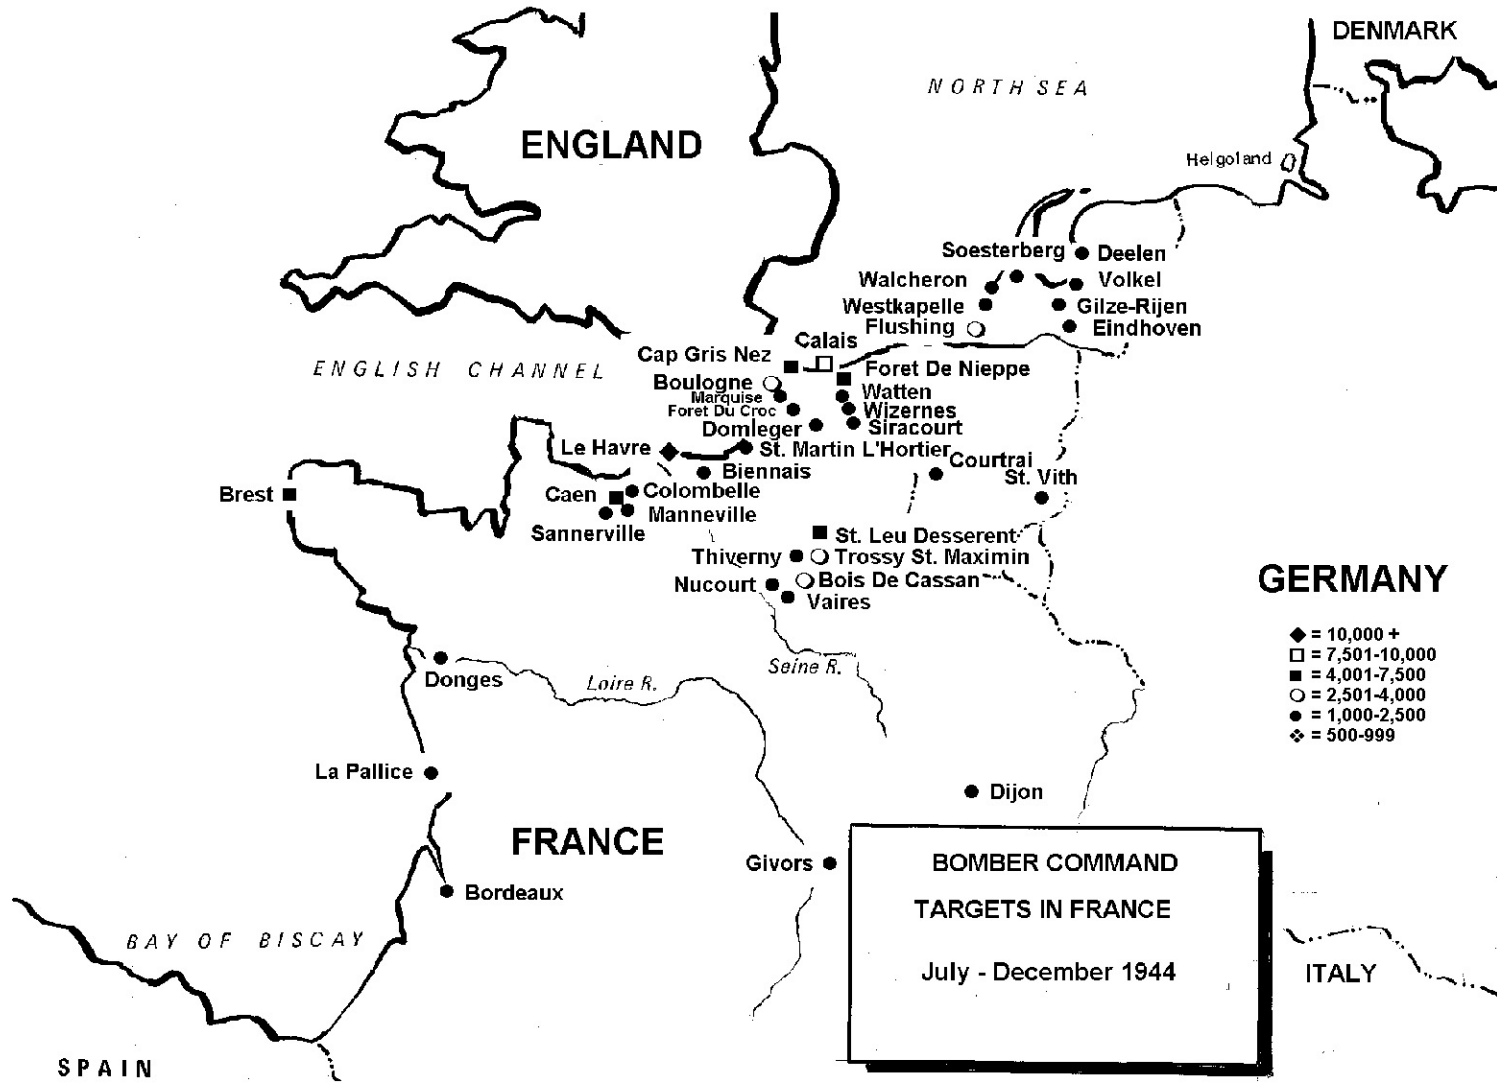 DENMARK
NORTH SEA
ENGLAND
Helgoland
Soesterberg
Deelen
Walcheron
Volkel
Westkapelle
Gilze-Rijen
Flushing
Eindhoven
Calais
Cap Gris Nez
ENGLISH CHANNEL
Foret De Nieppe
Boulogne
Watten
Marquise
Foret Du Croc
Wizernes
Domleger
Siracourt
Le Havre
St. Martin L'Hortier
Courtrai
Biennais
St. Vith
Brest
Caen
Colombelle
Manneville
Sannerville
St. Leu Desserent
Thiverny
Trossy St. Maximin
Nucourt
Bois De Cassan
Vaires
GERMANY
= 10,000 +
= 7,501-10,000
= 4,001-7,500
= 2,501-4,000
= 1,000-2,500
= 500-999
Seine R.
Donges
Loire R.
La Pallice
Dijon
FRANCE
Givors
Bordeaux
BOMBER COMMAND
TARGETS IN FRANCE
July - December 1944
BAY OF BISCAY
ITALY
SPAIN